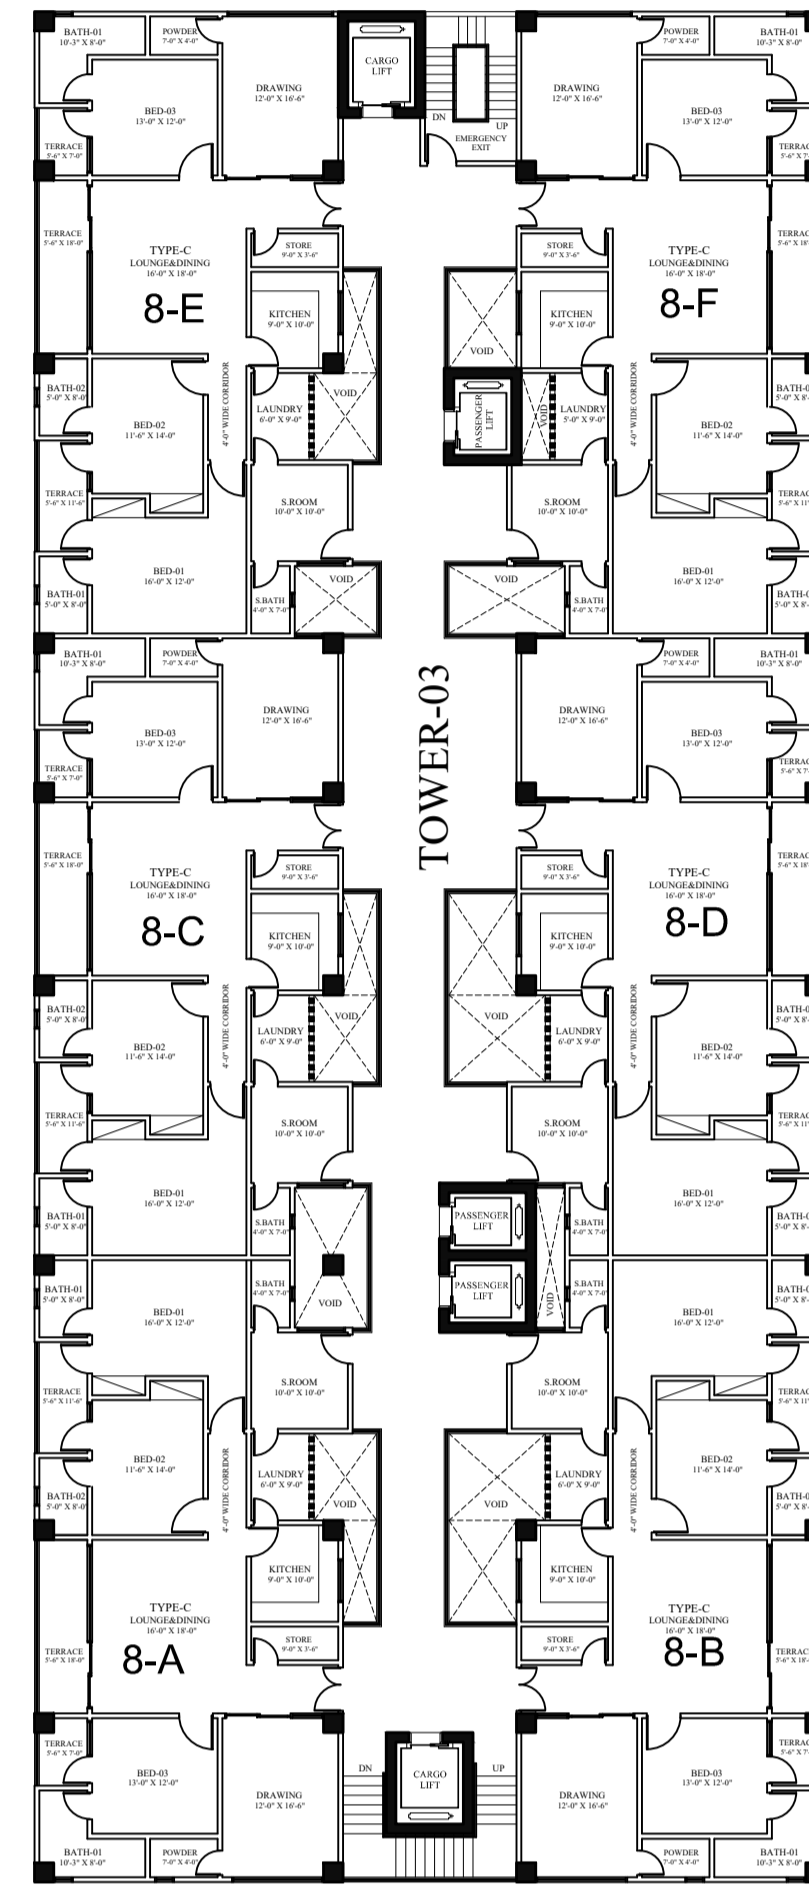 BATH-01
10'-3" X 8'-0"
POWDER
7'-0" X 4'-0"
DRAWING
12'-0" X 16'-6"
CARGO
LIFT
DN
UP
EMERGENCY
EXIT
DRAWING
12'-0" X 16'-6"
POWDER
7'-0" X 4'-0"
BATH-01
10'-3" X 8'-0"
BED-03
13'-0" X 12'-0"
TERRACE
5'-6" X 7'-0"
BED-03
13'-0" X 12'-0"
TERRACE
5'-6" X 18'-0"
TYPE-C
LOUNGE&DINING
16'-0" X 18'-0"
8-E
STORE
9'-0" X 3'-6"
KITCHEN
9'-0" X 10'-0"
VOID
VOID
STORE
9'-0" X 3'-6"
KITCHEN
9'-0" X 10'-0"
TYPE-C
LOUNGE&DINING
16'-0" X 18'-0"
8-F
BATH-02
5'-0" X 8'-0"
BED-02
11'-6" X 14'-0"
4'-0" WIDE CORRIDOR
LAUNDRY
6'-0" X 9'-0"
PASSENGER
LIFT
VOID
LAUNDRY
5'-0" X 9'-0"
4'-0" WIDE CORRIDOR
BED-02
11'-6" X 14'-0"
TERRACE
5'-6" X 11'-6"
S.ROOM
10'-0" X 10'-0"
S.ROOM
10'-0" X 10'-0"
BED-01
16'-0" X 12'-0"
BATH-01
5'-0" X 8'-0"
S.BATH
4'-0" X 7'-0"
VOID
VOID
S.BATH
4'-0" X 7'-0"
BED-01
16'-0" X 12'-0"
BATH-01
10'-3" X 8'-0"
POWDER
7'-0" X 4'-0"
DRAWING
12'-0" X 16'-6"
TOWER-03
DRAWING
12'-0" X 16'-6"
POWDER
7'-0" X 4'-0"
BATH-01
10'-3" X 8'-0"
BED-03
13'-0" X 12'-0"
TERRACE
5'-6" X 7'-0"
BED-03
13'-0" X 12'-0"
TERRACE
5'-6" X 18'-0"
TYPE-C
LOUNGE&DINING
16'-0" X 18'-0"
8-C
STORE
9'-0" X 3'-6"
KITCHEN
9'-0" X 10'-0"
STORE
9'-0" X 3'-6"
KITCHEN
9'-0" X 10'-0"
TYPE-C
LOUNGE&DINING
16'-0" X 18'-0"
8-D
BATH-02
5'-0" X 8'-0"
BED-02
11'-6" X 14'-0"
4'-0" WIDE CORRIDOR
LAUNDRY
6'-0" X 9'-0"
VOID
VOID
LAUNDRY
6'-0" X 9'-0"
4'-0" WIDE CORRIDOR
BED-02
11'-6" X 14'-0"
TERRACE
5'-6" X 11'-6"
S.ROOM
10'-0" X 10'-0"
S.ROOM
10'-0" X 10'-0"
BED-01
16'-0" X 12'-0"
BATH-01
5'-0" X 8'-0"
S.BATH
4'-0" X 7'-0"
PASSENGER
LIFT
S.BATH
4'-0" X 7'-0"
BED-01
16'-0" X 12'-0"
BATH-01
5'-0" X 8'-0"
BED-01
16'-0" X 12'-0"
S.BATH
4'-0" X 7'-0"
VOID
PASSENGER
LIFT
VOID
S.BATH
4'-0" X 7'-0"
BED-01
16'-0" X 12'-0"
TERRACE
5'-6" X 11'-6"
S.ROOM
10'-0" X 10'-0"
S.ROOM
10'-0" X 10'-0"
BED-02
11'-6" X 14'-0"
BATH-02
5'-0" X 8'-0"
4'-0" WIDE CORRIDOR
LAUNDRY
6'-0" X 9'-0"
VOID
VOID
LAUNDRY
6'-0" X 9'-0"
4'-0" WIDE CORRIDOR
BED-02
11'-6" X 14'-0"
KITCHEN
9'-0" X 10'-0"
KITCHEN
9'-0" X 10'-0"
TYPE-C
LOUNGE&DINING
16'-0" X 18'-0"
8-A
TERRACE
5'-6" X 18'-0"
STORE
9'-0" X 3'-6"
STORE
9'-0" X 3'-6"
TYPE-C
LOUNGE&DINING
16'-0" X 18'-0"
8-B
TERRACE
5'-6" X 7'-0"
BED-03
13'-0" X 12'-0"
DRAWING
12'-0" X 16'-6"
DN
CARGO
LIFT
UP
DRAWING
12'-0" X 16'-6"
BED-03
13'-0" X 12'-0"
BATH-01
10'-3" X 8'-0"
POWDER
7'-0" X 4'-0"
POWDER
7'-0" X 4'-0"
BATH-01
10'-3" X 8'-0"